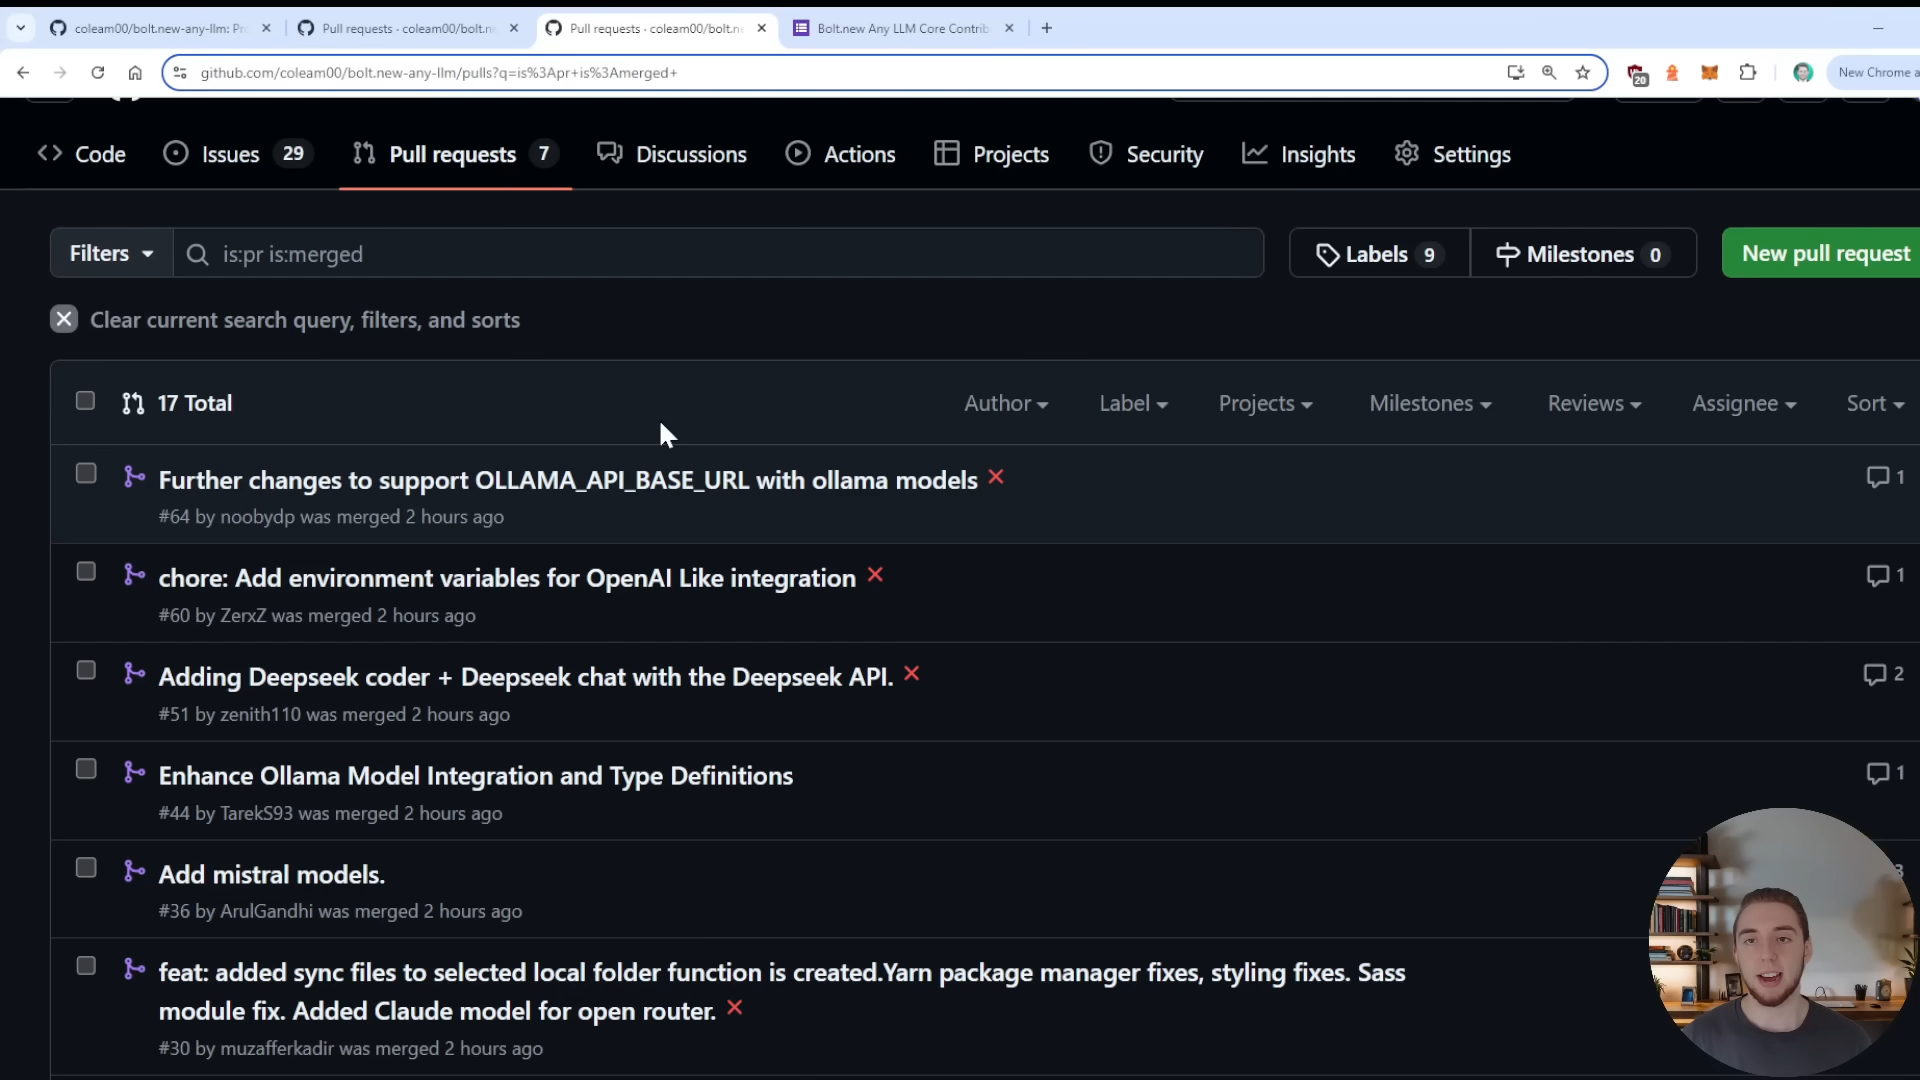 coleam00/bolt.new-any-llm: Pr
Pull requests · coleam00/bolt.n
Pull requests · coleam00/bolt.n
Bolt.new Any LLM Core Contrib
github.com/coleam00/bolt.new-any-llm/pulls?q=is%3Apr+is%3Amerged+
20
New Chrome a
Code
Issues 29
Pull requests 7
Discussions
Actions
Projects
Security
Insights
Settings
Filters
is:pr is:merged
Labels 9
Milestones 0
New pull request
Clear current search query, filters, and sorts
17 Total
Author
Label
Projects
Milestones
Reviews
Assignee
Sort
Further changes to support OLLAMA_API_BASE_URL with ollama models
1
#64 by noobydp was merged 2 hours ago
chore: Add environment variables for OpenAI Like integration
1
#60 by ZerxZ was merged 2 hours ago
Adding Deepseek coder + Deepseek chat with the Deepseek API.
2
#51 by zenith110 was merged 2 hours ago
Enhance Ollama Model Integration and Type Definitions
1
#44 by TarekS93 was merged 2 hours ago
Add mistral models.
3
#36 by ArulGandhi was merged 2 hours ago
feat: added sync files to selected local folder function is created.Yarn package manager fixes, styling fixes. Sass
module fix. Added Claude model for open router.
#30 by muzafferkadir was merged 2 hours ago